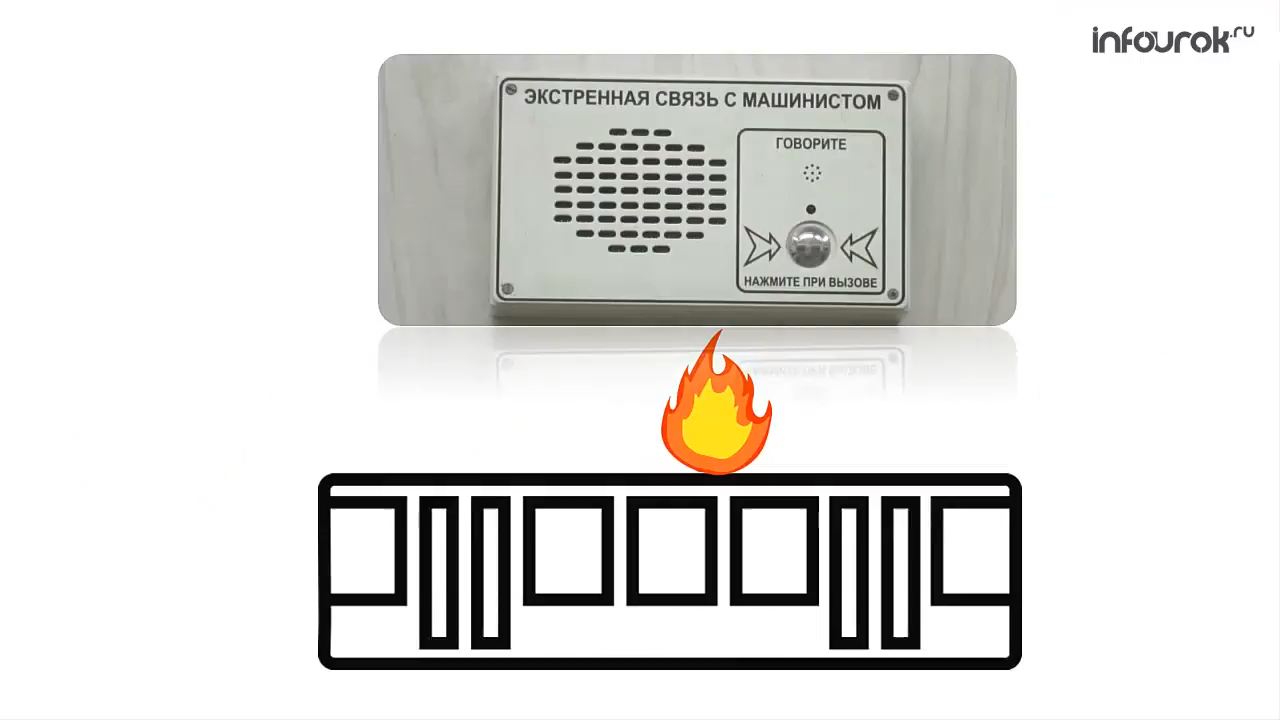 infourok.ru
ЭКСТРЕННАЯ СВЯЗЬ С МАШИНИСТОМ
ГОВОРИТЕ
НАЖМИТЕ ПРИ ВЫЗОВЕ